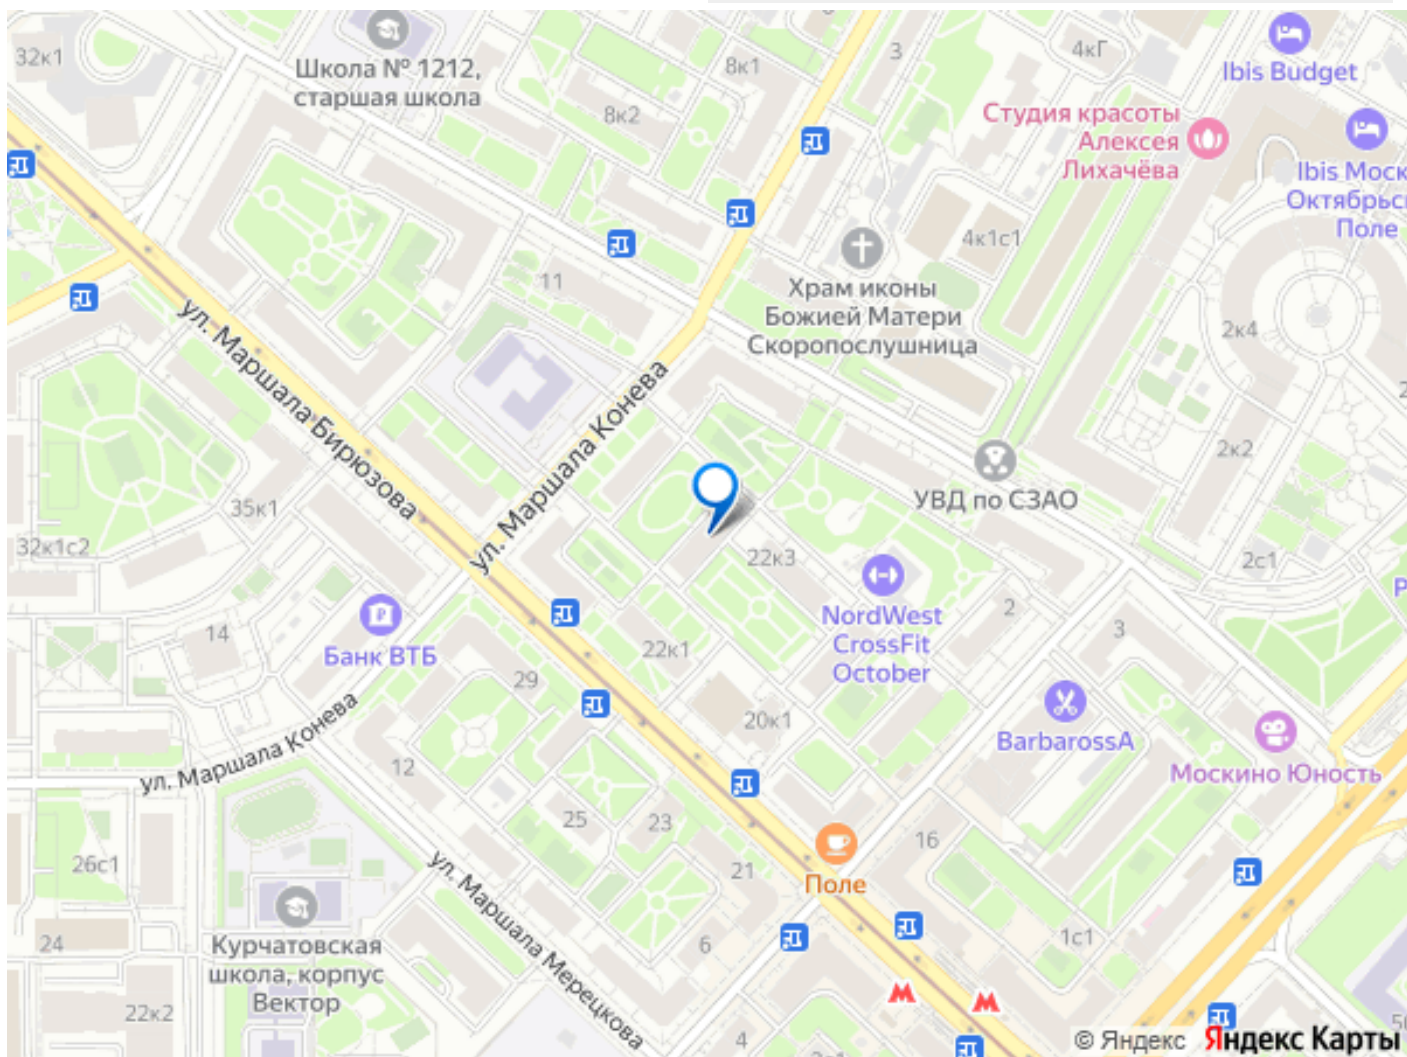 32к1
Школа № 1212,
старшая школа
8к1
8к2
3
4кГ
Ibis Budget
Студия красоты
Алексея
Лихачёва
Ibis Моск
Октябрьс
Поле
4к1с1
11
Храм иконы
Божией Матери
Скоропослушница
2к4
ул. Маршала Бирюзова
ул. Маршала Конева
2к2
УВД по СЗАО
35к1
32к1с2
22к3
2с1
NordWest
CrossFit
October
2
3
14
Банк ВТБ
22к1
29
20к1
BarbarossA
Москино Юность
ул. Маршала Конева
12
25
23
16
21
Поле
26с1
ул. Маршала Мерецкова
24
Курчатовская
школа, корпус
Вектор
6
1с1
22к2
4
© Яндекс Яндекс Карты